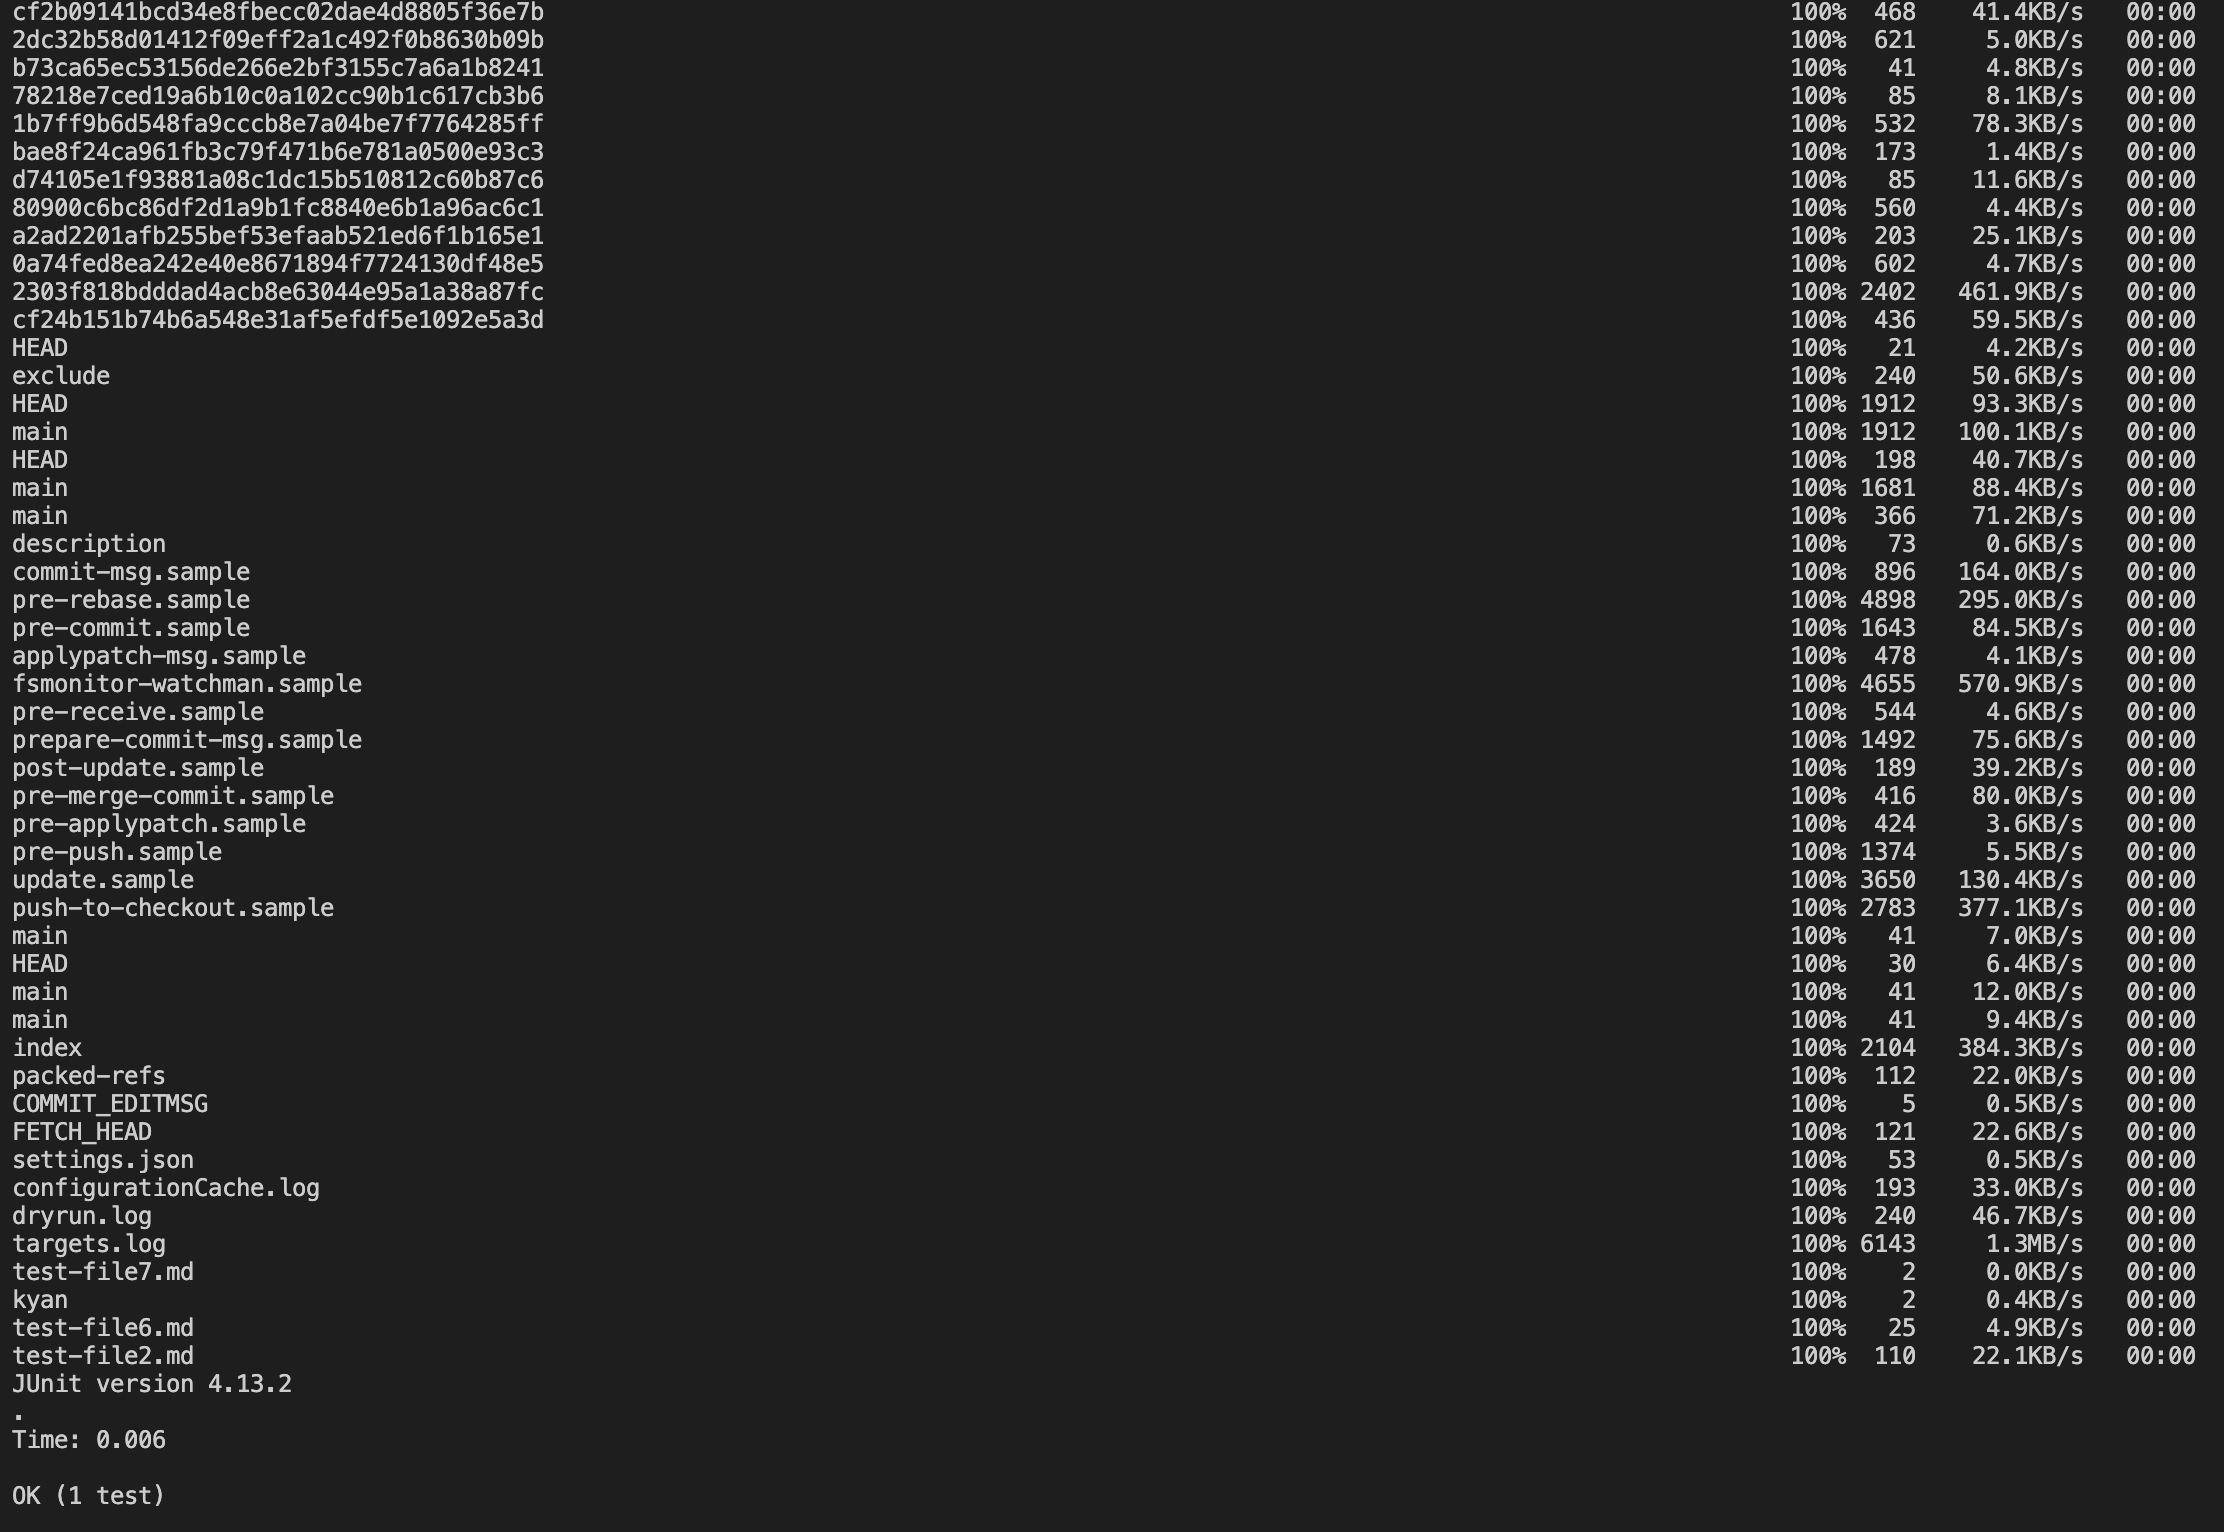 cf2b09141bcd34e8fbecc02dae4d8805f36e7b 100% 468 41.4KB/s 00:00
2dc32b58d01412f09eff2a1c492f0b8630b09b 100% 621 5.0KB/s 00:00
b73ca65ec53156de266e2bf3155c7a6a1b8241 100% 41 4.8KB/s 00:00
78218e7ced19a6b10c0a102cc90b1c617cb3b6 100% 85 8.1KB/s 00:00
1b7ff9b6d548fa9cccb8e7a04be7f7764285ff 100% 532 78.3KB/s 00:00
bae8f24ca961fb3c79f471b6e781a0500e93c3 100% 173 1.4KB/s 00:00
d74105e1f93881a08c1dc15b510812c60b87c6 100% 85 11.6KB/s 00:00
80900c6bc86df2d1a9b1fc8840e6b1a96ac6c1 100% 560 4.4KB/s 00:00
a2ad2201afb255bef53efaab521ed6f1b165e1 100% 203 25.1KB/s 00:00
0a74fed8ea242e40e8671894f7724130df48e5 100% 602 4.7KB/s 00:00
2303f818bdddad4acb8e63044e95a1a38a87fc 100% 2402 461.9KB/s 00:00
cf24b151b74b6a548e31af5efdf5e1092e5a3d 100% 436 59.5KB/s 00:00
HEAD 100% 21 4.2KB/s 00:00
exclude 100% 240 50.6KB/s 00:00
HEAD 100% 1912 93.3KB/s 00:00
main 100% 1912 100.1KB/s 00:00
HEAD 100% 198 40.7KB/s 00:00
main 100% 1681 88.4KB/s 00:00
main 100% 366 71.2KB/s 00:00
description 100% 73 0.6KB/s 00:00
commit-msg.sample 100% 896 164.0KB/s 00:00
pre-rebase.sample 100% 4898 295.0KB/s 00:00
pre-commit.sample 100% 1643 84.5KB/s 00:00
applypatch-msg.sample 100% 478 4.1KB/s 00:00
fsmonitor-watchman.sample 100% 4655 570.9KB/s 00:00
pre-receive.sample 100% 544 4.6KB/s 00:00
prepare-commit-msg.sample 100% 1492 75.6KB/s 00:00
post-update.sample 100% 189 39.2KB/s 00:00
pre-merge-commit.sample 100% 416 80.0KB/s 00:00
pre-applypatch.sample 100% 424 3.6KB/s 00:00
pre-push.sample 100% 1374 5.5KB/s 00:00
update.sample 100% 3650 130.4KB/s 00:00
push-to-checkout.sample 100% 2783 377.1KB/s 00:00
main 100% 41 7.0KB/s 00:00
HEAD 100% 30 6.4KB/s 00:00
main 100% 41 12.0KB/s 00:00
main 100% 41 9.4KB/s 00:00
index 100% 2104 384.3KB/s 00:00
packed-refs 100% 112 22.0KB/s 00:00
COMMIT_EDITMSG 100% 5 0.5KB/s 00:00
FETCH_HEAD 100% 121 22.6KB/s 00:00
settings.json 100% 53 0.5KB/s 00:00
configurationCache.log 100% 193 33.0KB/s 00:00
dryrun.log 100% 240 46.7KB/s 00:00
targets.log 100% 6143 1.3MB/s 00:00
test-file7.md 100% 2 0.0KB/s 00:00
kyan 100% 2 0.4KB/s 00:00
test-file6.md 100% 25 4.9KB/s 00:00
test-file2.md 100% 110 22.1KB/s 00:00
JUnit version 4.13.2
.
Time: 0.006
OK (1 test)